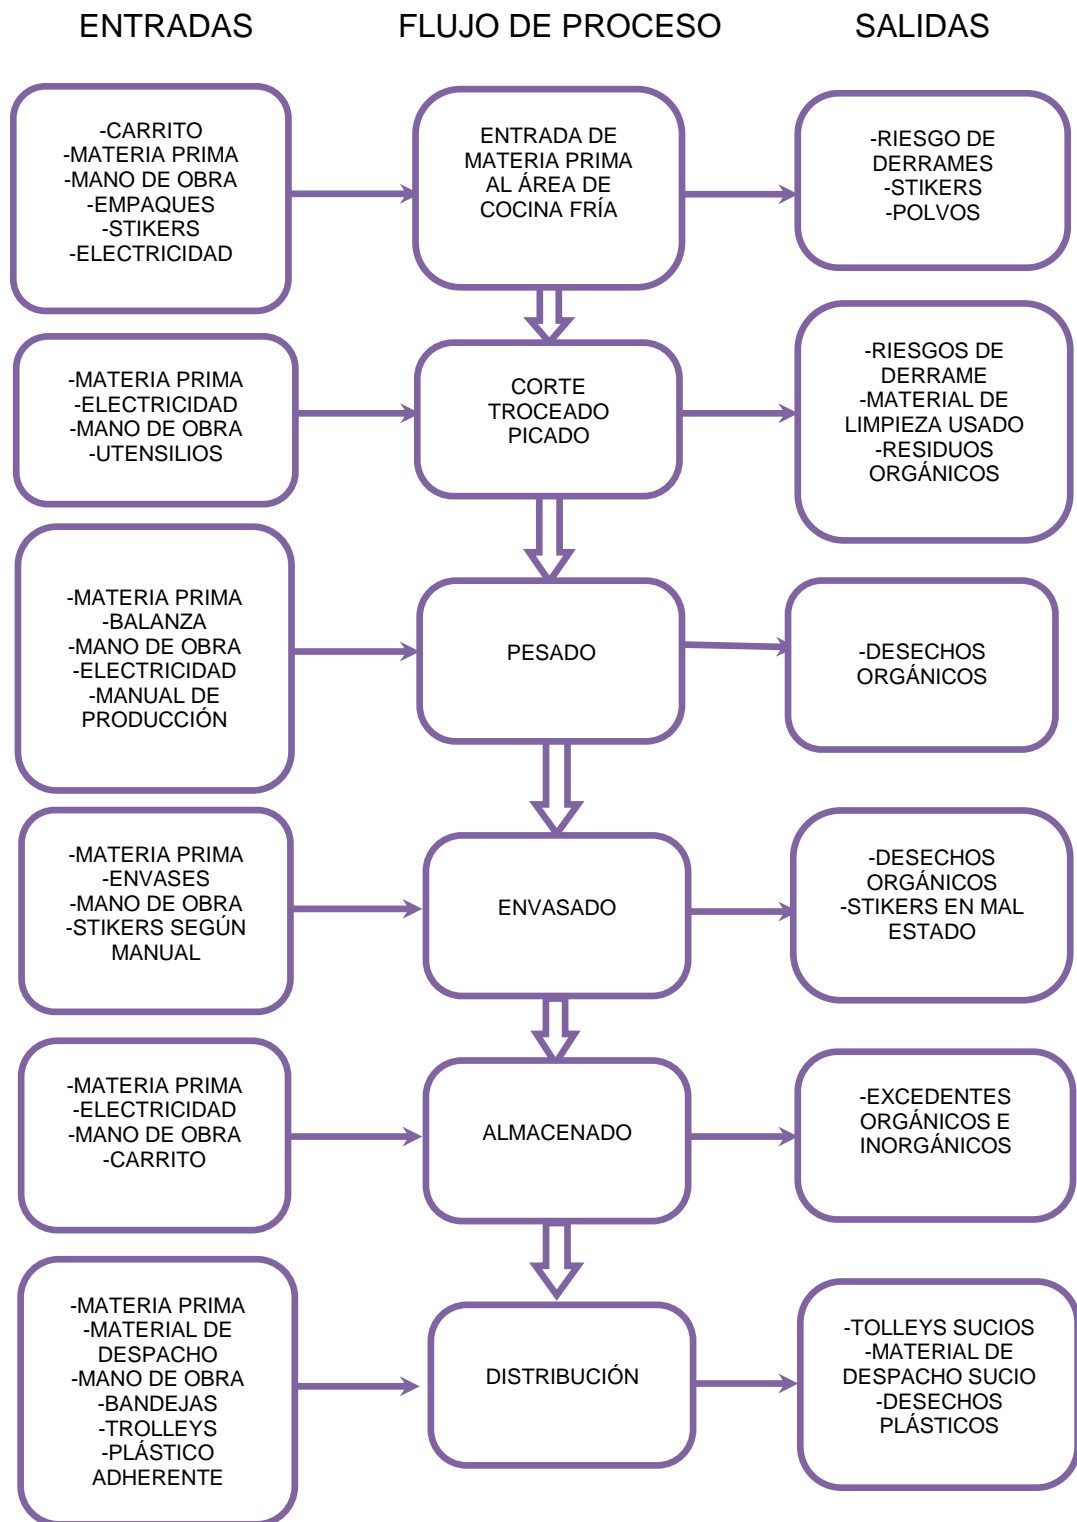 ENTRADAS
FLUJO DE PROCESO
SALIDAS
-CARRITO
-MATERIA PRIMA
-MANO DE OBRA
-EMPAQUES
-STIKERS
-ELECTRICIDAD
ENTRADA DE
MATERIA PRIMA
AL ÁREA DE
COCINA FRÍA
-RIESGO DE
DERRAMES
-STIKERS
-POLVOS
-MATERIA PRIMA
-ELECTRICIDAD
-MANO DE OBRA
-UTENSILIOS
CORTE
TROCEADO
PICADO
-RIESGOS DE
DERRAME
-MATERIAL DE
LIMPIEZA USADO
-RESIDUOS
ORGÁNICOS
-MATERIA PRIMA
-BALANZA
-MANO DE OBRA
-ELECTRICIDAD
-MANUAL DE
PRODUCCIÓN
PESADO
-DESECHOS
ORGÁNICOS
-MATERIA PRIMA
-ENVASES
-MANO DE OBRA
-STIKERS SEGÚN
MANUAL
ENVASADO
-DESECHOS
ORGÁNICOS
-STIKERS EN MAL
ESTADO
-MATERIA PRIMA
-ELECTRICIDAD
-MANO DE OBRA
-CARRITO
ALMACENADO
-EXCEDENTES
ORGÁNICOS E
INORGÁNICOS
-MATERIA PRIMA
-MATERIAL DE
DESPACHO
-MANO DE OBRA
-BANDEJAS
-TROLLEYS
-PLÁSTICO
ADHERENTE
DISTRIBUCIÓN
-TOLLEYS SUCIOS
-MATERIAL DE
DESPACHO SUCIO
-DESECHOS
PLÁSTICOS